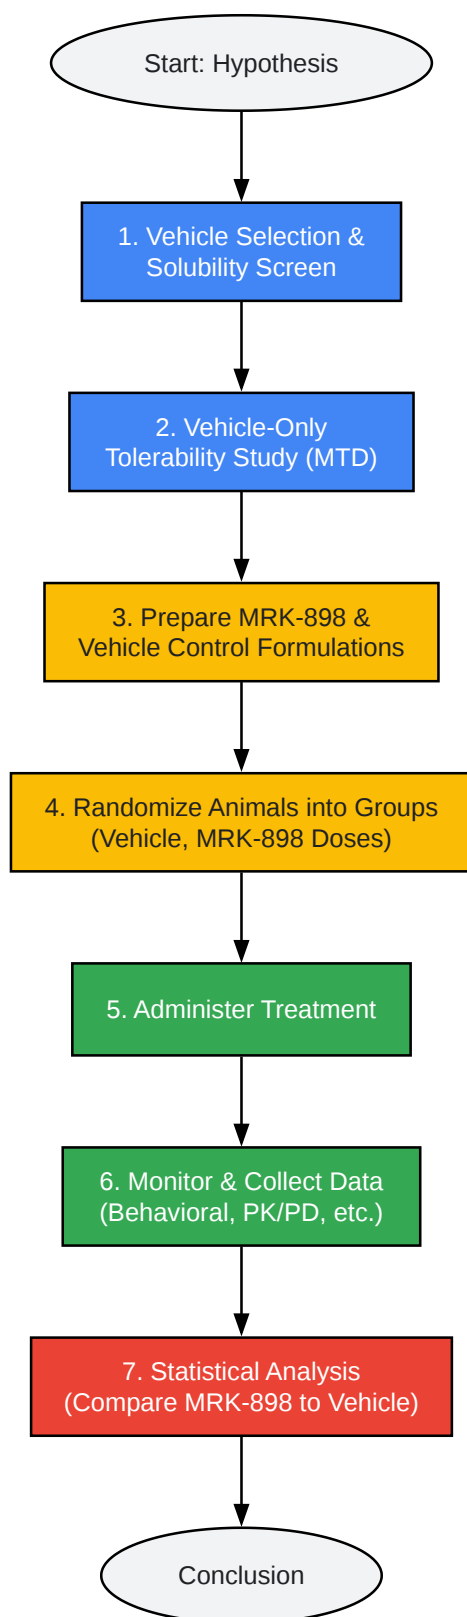 Start: Hypothesis
1. Vehicle Selection &
Solubility Screen
2. Vehicle-Only
Tolerability Study (MTD)
3. Prepare MRK-898 &
Vehicle Control Formulations
4. Randomize Animals into Groups
(Vehicle, MRK-898 Doses)
5. Administer Treatment
6. Monitor & Collect Data
(Behavioral, PK/PD, etc.)
7. Statistical Analysis
(Compare MRK-898 to Vehicle)
Conclusion